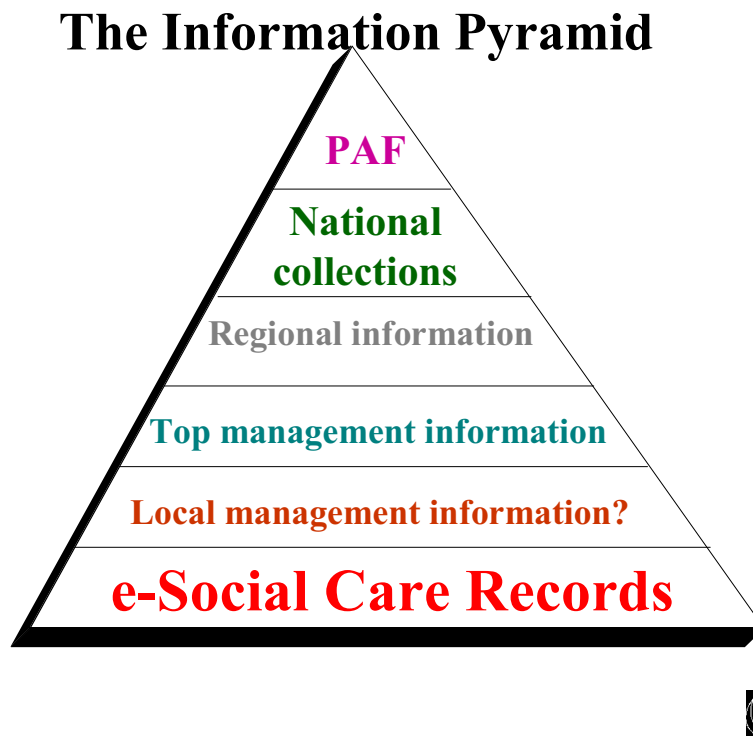 The Information Pyramid
PAF
National
collections
Regional information
Top management information
Local management information?
e-Social Care Records